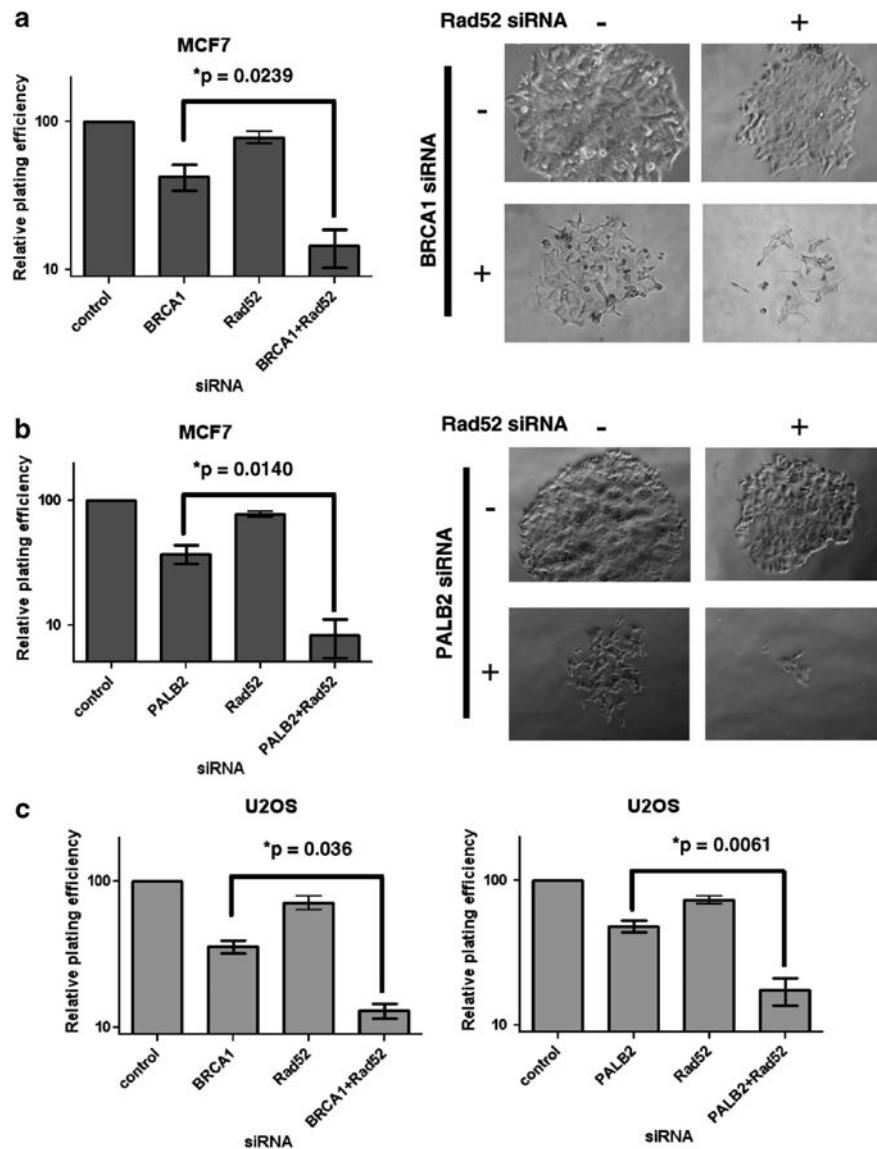 a
MCF7
*p = 0.0239
Relative plating efficiency
100
10
control
BRCA1
Rad52
BRCA1+Rad52
siRNA
Rad52 siRNA - +
BRCA1 siRNA
-
+
b
MCF7
*p = 0.0140
Relative plating efficiency
100
10
control
PALB2
Rad52
PALB2+Rad52
siRNA
Rad52 siRNA - +
PALB2 siRNA
-
+
c
U2OS
*p = 0.036
Relative plating efficiency
100
10
control
BRCA1
Rad52
BRCA1+Rad52
siRNA
U2OS
*p = 0.0061
Relative plating efficiency
100
10
control
PALB2
Rad52
PALB2+Rad52
siRNA